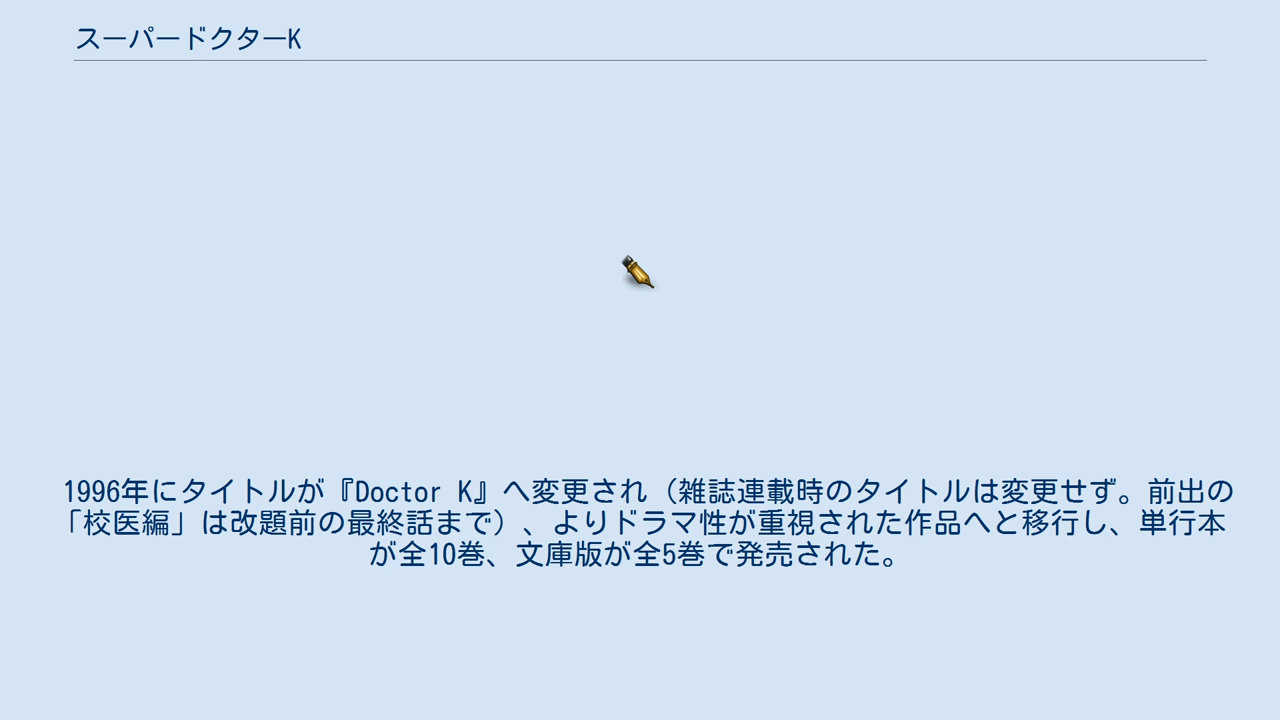 スーパードクターK
1996年にタイトルが『Doctor K』へ変更され（雑誌連載時のタイトルは変更せず。前出の
「校医編」は改題前の最終話まで）、よりドラマ性が重視された作品へと移行し、単行本
が全10巻、文庫版が全5巻で発売された。